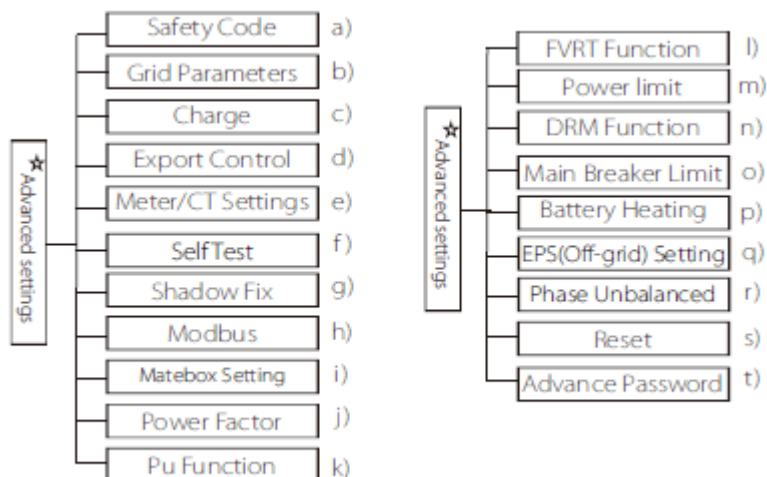 ☆ Advanced settings
Safety Code a)
Grid Parameters b)
Charge c)
Export Control d)
Meter/CT Settings e)
SelfTest f)
Shadow Fix g)
Modbus h)
Matebox Setting i)
Power Factor j)
Pu Function k)
☆ Advanced settings
FVRT Function l)
Power limit m)
DRM Function n)
Main Breaker Limit o)
Battery Heating p)
EPS(Off-grid) Setting q)
Phase Unbalanced r)
Reset s)
Advance Password t)